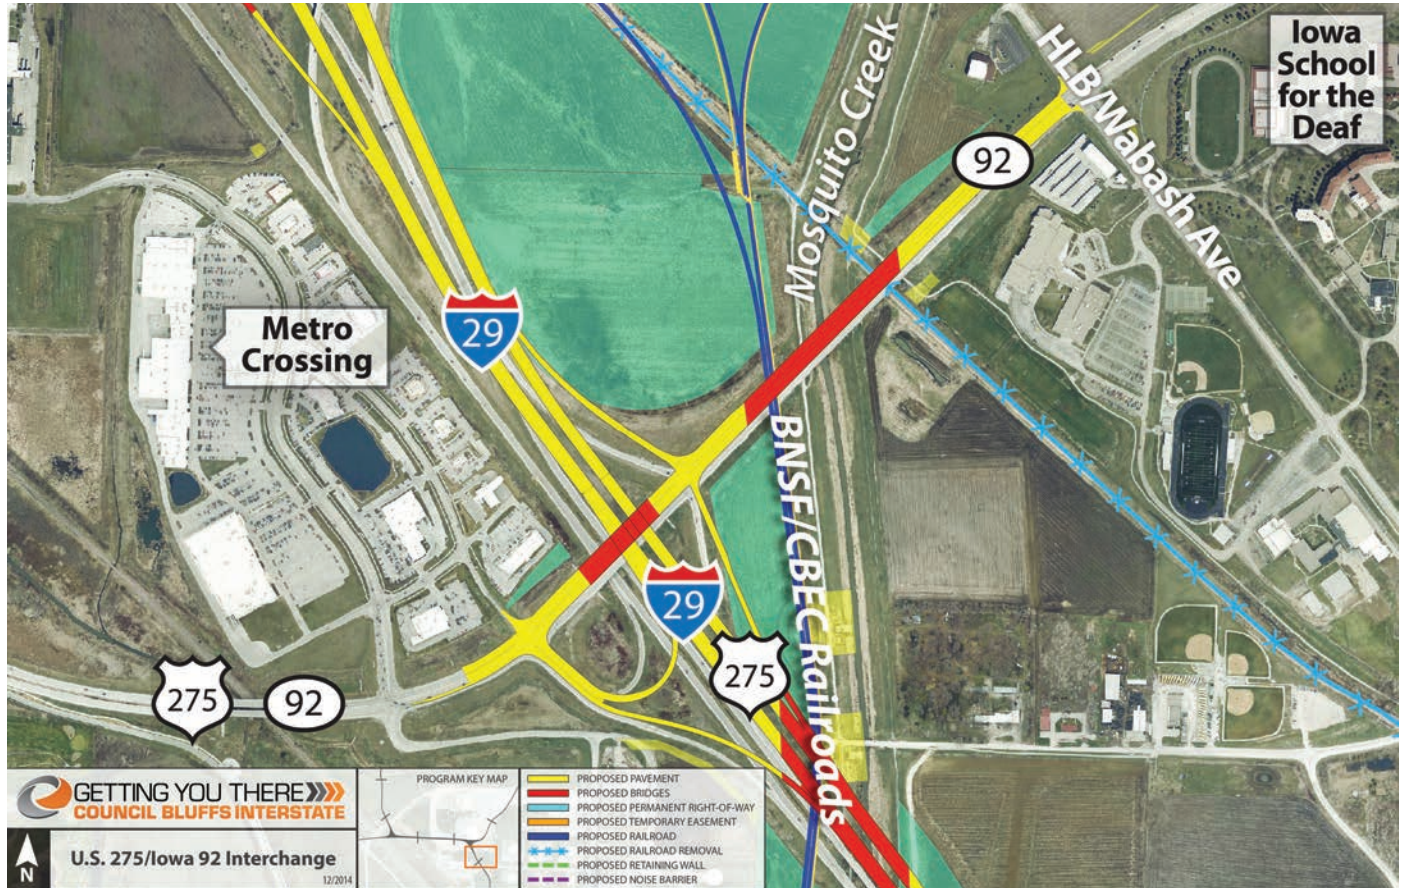 Iowa
School
for the
Deaf
HLB/Wabash Ave
Mosquito Creek
92
29
Metro
Crossing
BNSF/CBEC Railroads
29
275
275
92
GETTING YOU THERE
COUNCIL BLUFFS INTERSTATE
N
U.S. 275/Iowa 92 Interchange
12/2014
PROGRAM KEY MAP
PROPOSED PAVEMENT
PROPOSED BRIDGES
PROPOSED PERMANENT RIGHT-OF-WAY
PROPOSED TEMPORARY EASEMENT
PROPOSED RAILROAD
PROPOSED RAILROAD REMOVAL
PROPOSED RETAINING WALL
PROPOSED NOISE BARRIER